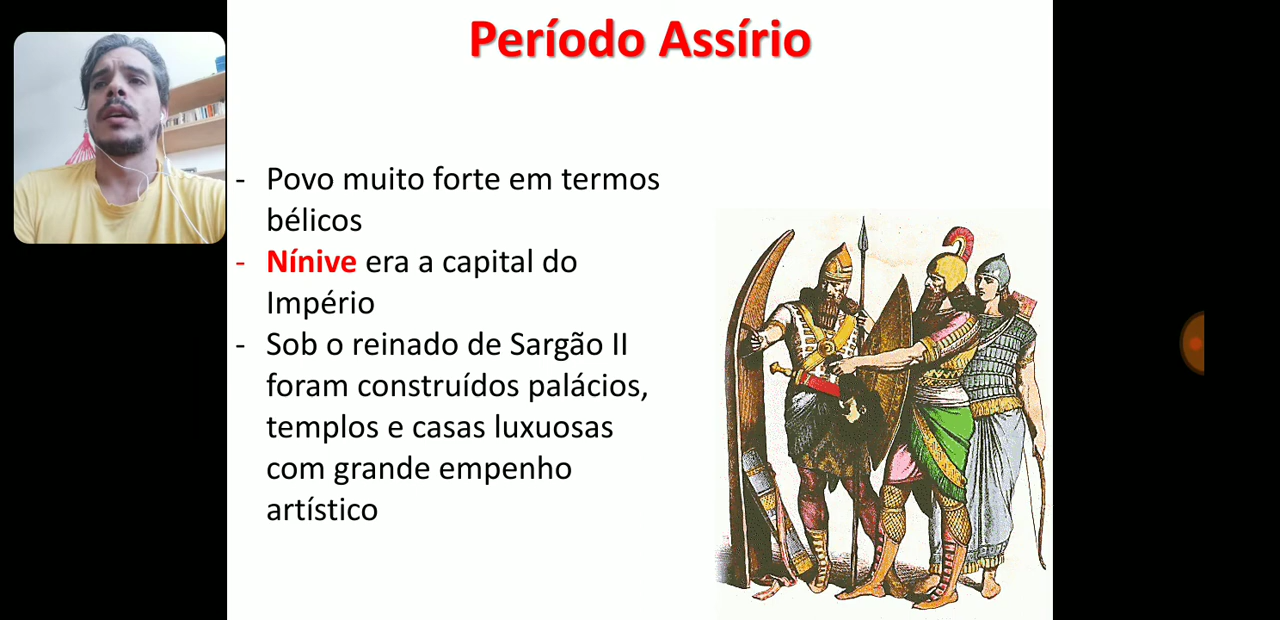 Período Assírio
- Povo muito forte em termos
bélicos
- Nínive era a capital do
Império
- Sob o reinado de Sargão II
foram construídos palácios,
templos e casas luxuosas
com grande empenho
artístico